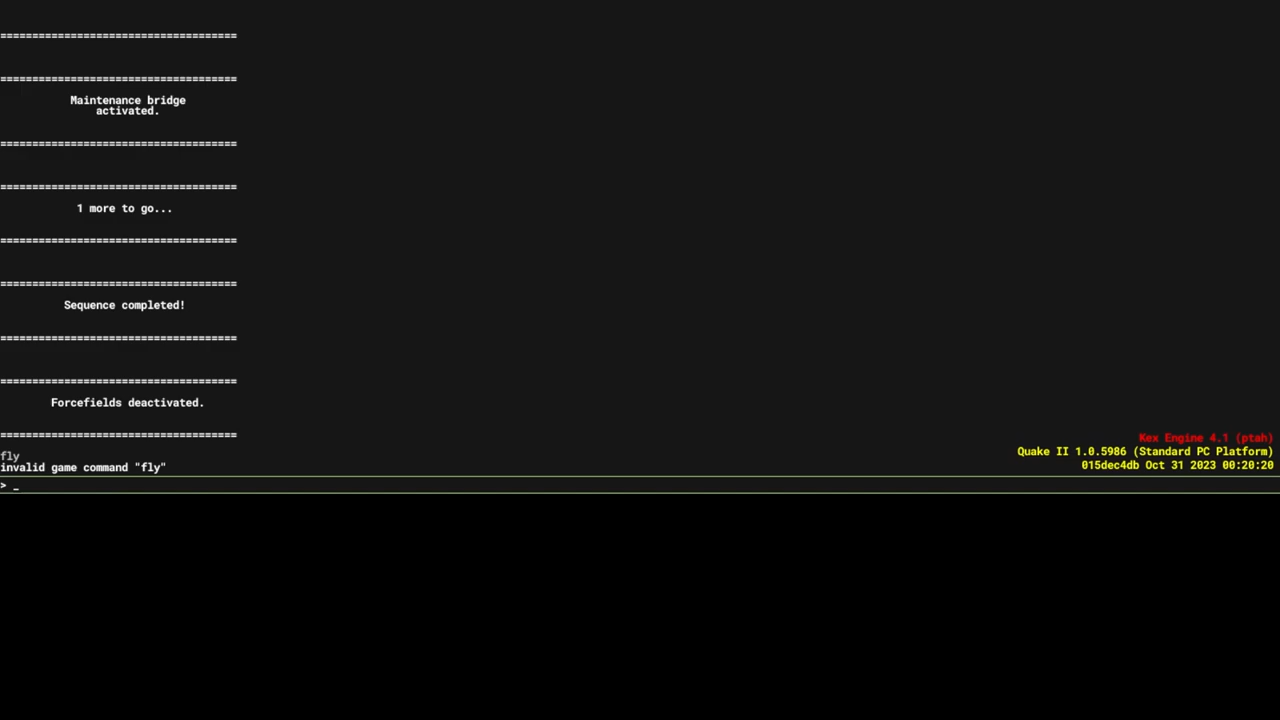 =====================================
=====================================
Maintenance bridge
activated.
=====================================
=====================================
1 more to go...
=====================================
=====================================
Sequence completed!
=====================================
=====================================
Forcefields deactivated.
=====================================
Kex Engine 4.1 (ptah)
Quake II 1.0.5986 (Standard PC Platform)
015dec4db Oct 31 2023 00:20:20
fly
invalid game command "fly"
> _